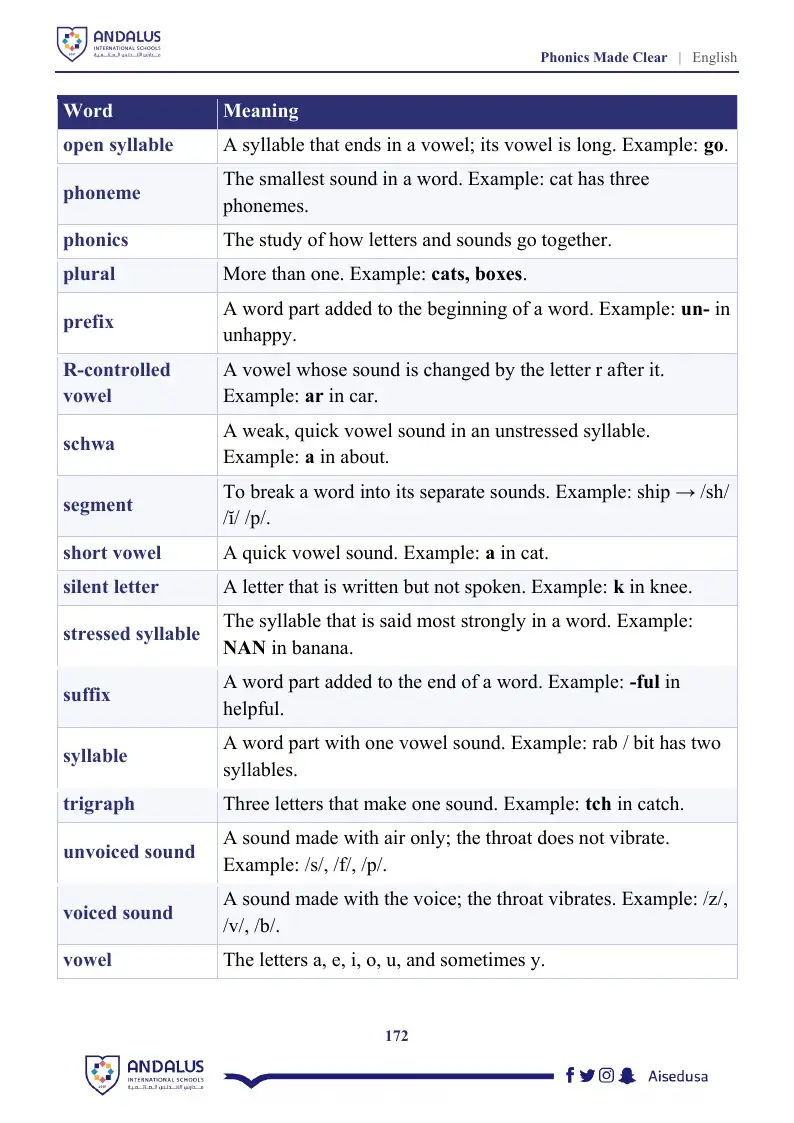 ANDALUS
INTERNATIONAL SCHOOLS
مدارس الأندلس العالمية
Phonics Made Clear | English
Word Meaning
open syllable A syllable that ends in a vowel; its vowel is long. Example: go.
phoneme The smallest sound in a word. Example: cat has three
phonemes.
phonics The study of how letters and sounds go together.
plural More than one. Example: cats, boxes.
prefix A word part added to the beginning of a word. Example: un- in
unhappy.
R-controlled A vowel whose sound is changed by the letter r after it.
vowel Example: ar in car.
schwa A weak, quick vowel sound in an unstressed syllable.
Example: a in about.
segment To break a word into its separate sounds. Example: ship → /sh/
/ĭ/ /p/.
short vowel A quick vowel sound. Example: a in cat.
silent letter A letter that is written but not spoken. Example: k in knee.
stressed syllable The syllable that is said most strongly in a word. Example:
NAN in banana.
suffix A word part added to the end of a word. Example: -ful in
helpful.
syllable A word part with one vowel sound. Example: rab / bit has two
syllables.
trigraph Three letters that make one sound. Example: tch in catch.
unvoiced sound A sound made with air only; the throat does not vibrate.
Example: /s/, /f/, /p/.
voiced sound A sound made with the voice; the throat vibrates. Example: /z/,
/v/, /b/.
vowel The letters a, e, i, o, u, and sometimes y.
172
ANDALUS
INTERNATIONAL SCHOOLS
مدارس الأندلس العالمية
Aisedusa